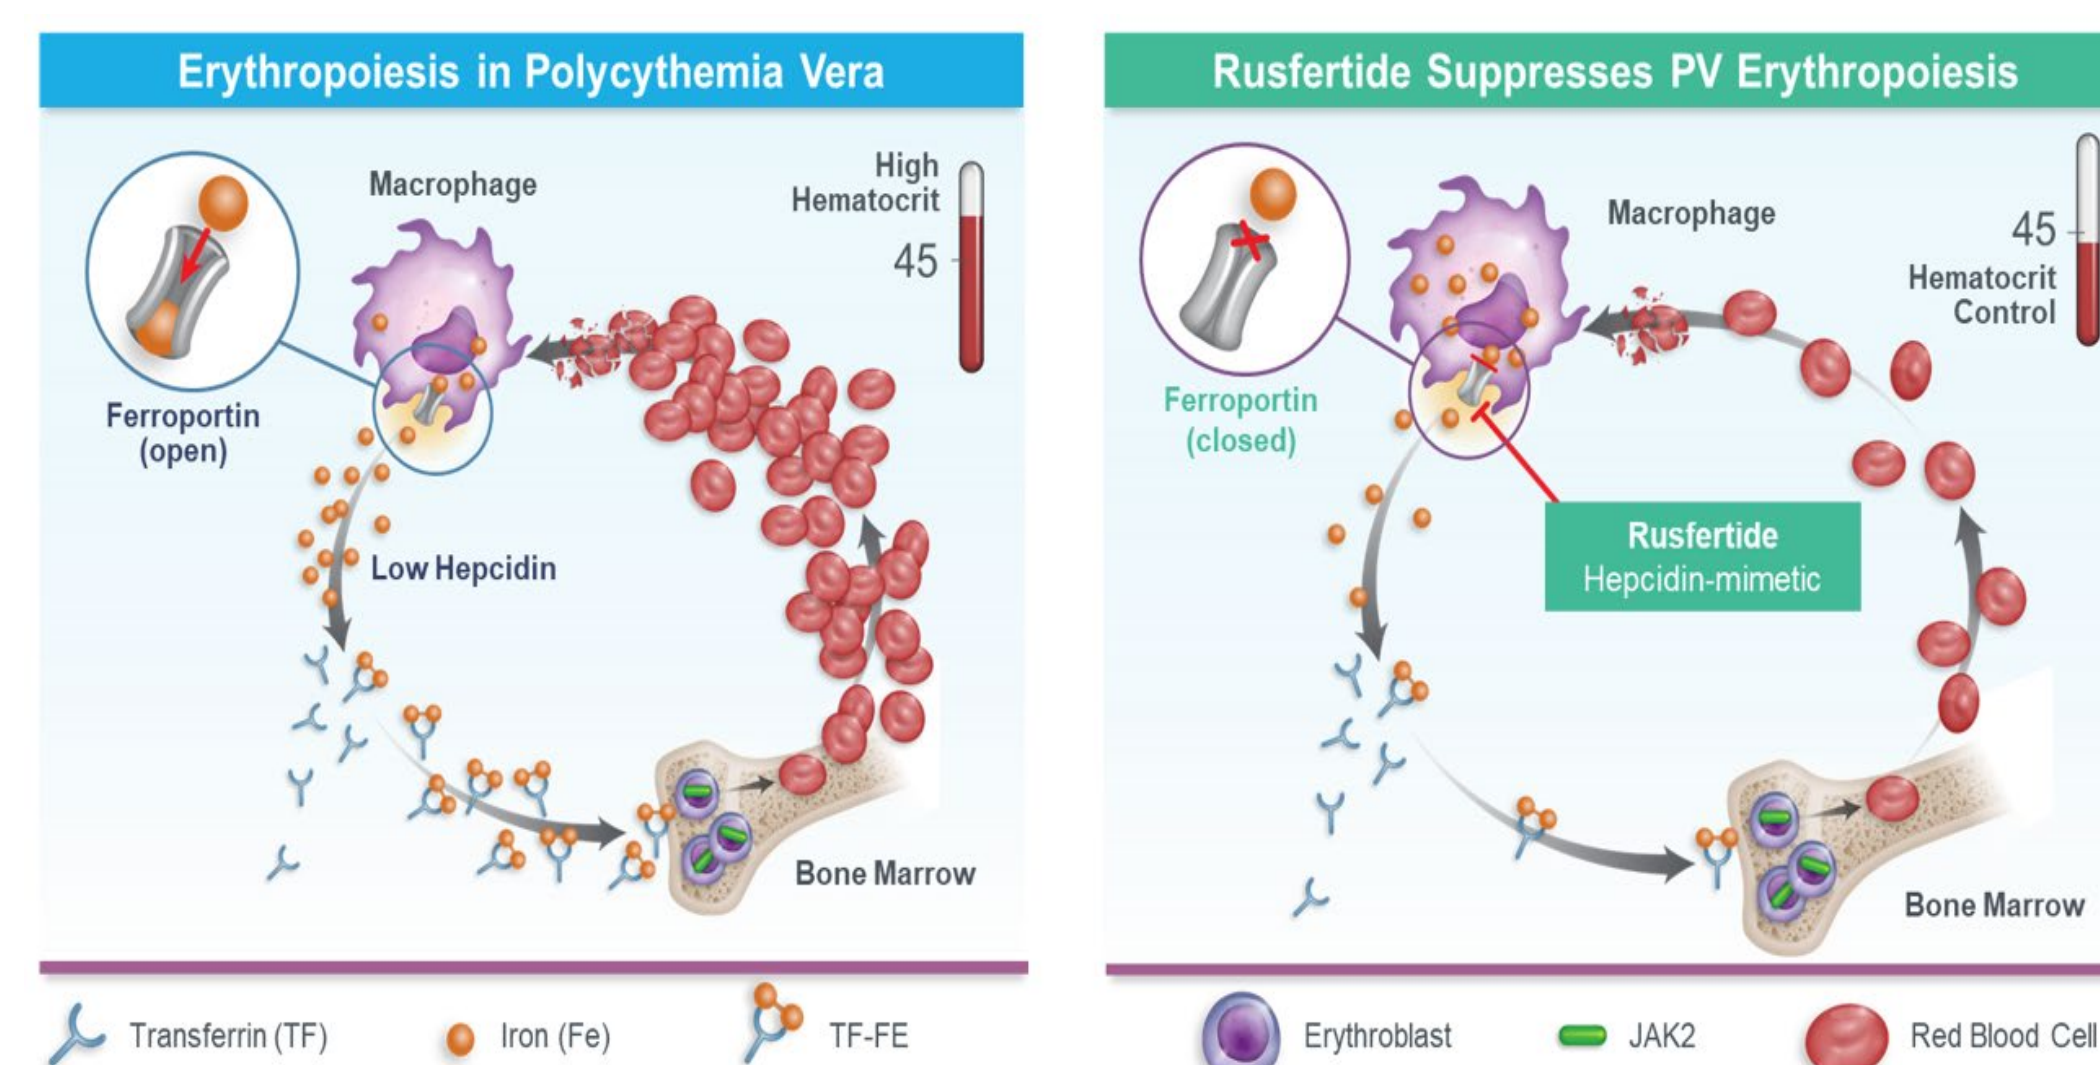 Erythropoiesis in Polycythemia Vera
Macrophage
High
Hematocrit
45
Ferroportin
(open)
Low Hepcidin
Bone Marrow
Transferrin (TF)
Iron (Fe)
TF-FE
Rusfertide Suppresses PV Erythropoiesis
Macrophage
45
Hematocrit
Control
Ferroportin
(closed)
Rusfertide
Hepcidin-mimetic
Bone Marrow
Erythroblast
JAK2
Red Blood Cell